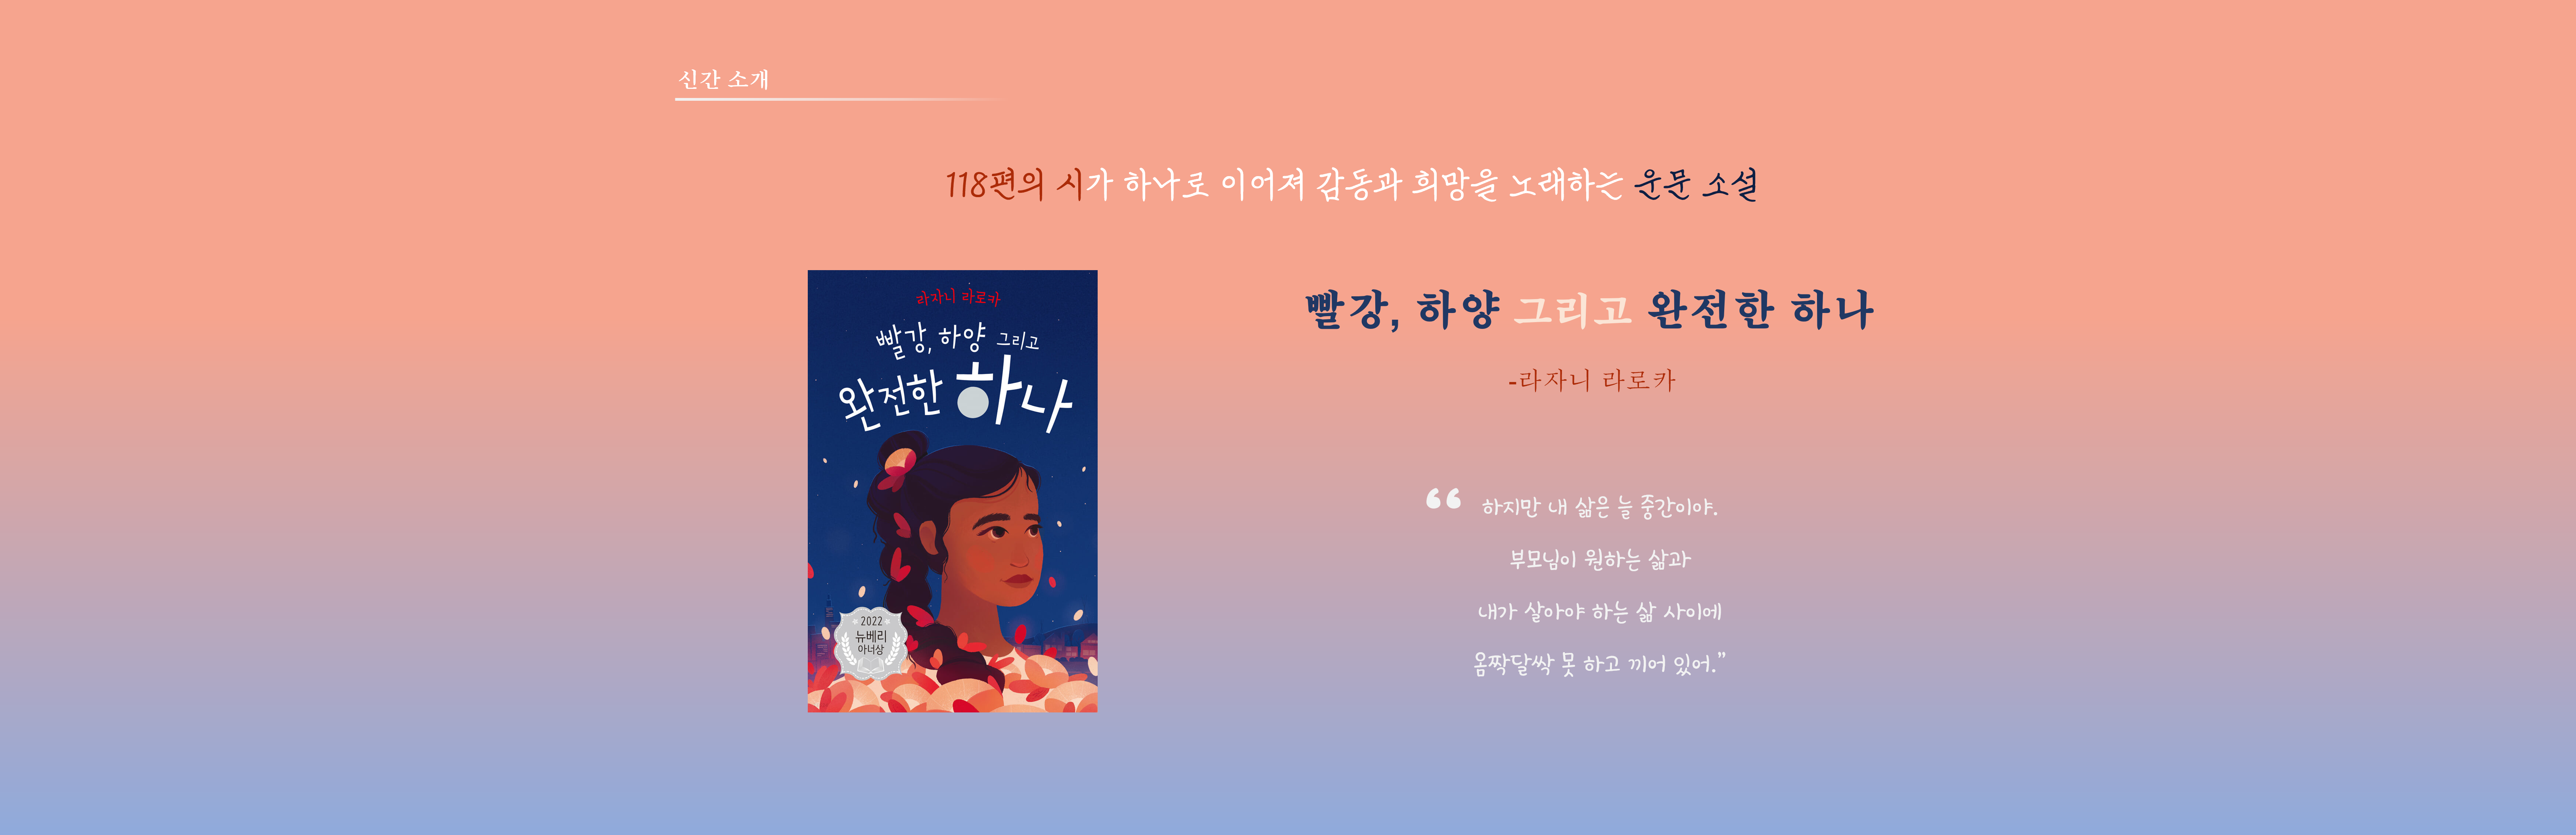 신간 소개
118편의 시가 하나로 이어져 감동과 희망을 노래하는 운문 소설
라자니 라로카
빨강, 하양 그리고
완전한 하나
2022
뉴베리
아너상
빨강, 하양 그리고 완전한 하나
-라자니 라로카
“ 하지만 내 삶은 늘 중간이야.
부모님이 원하는 삶과
내가 살아야 하는 삶 사이에
옴짝달싹 못 하고 끼어 있어.”